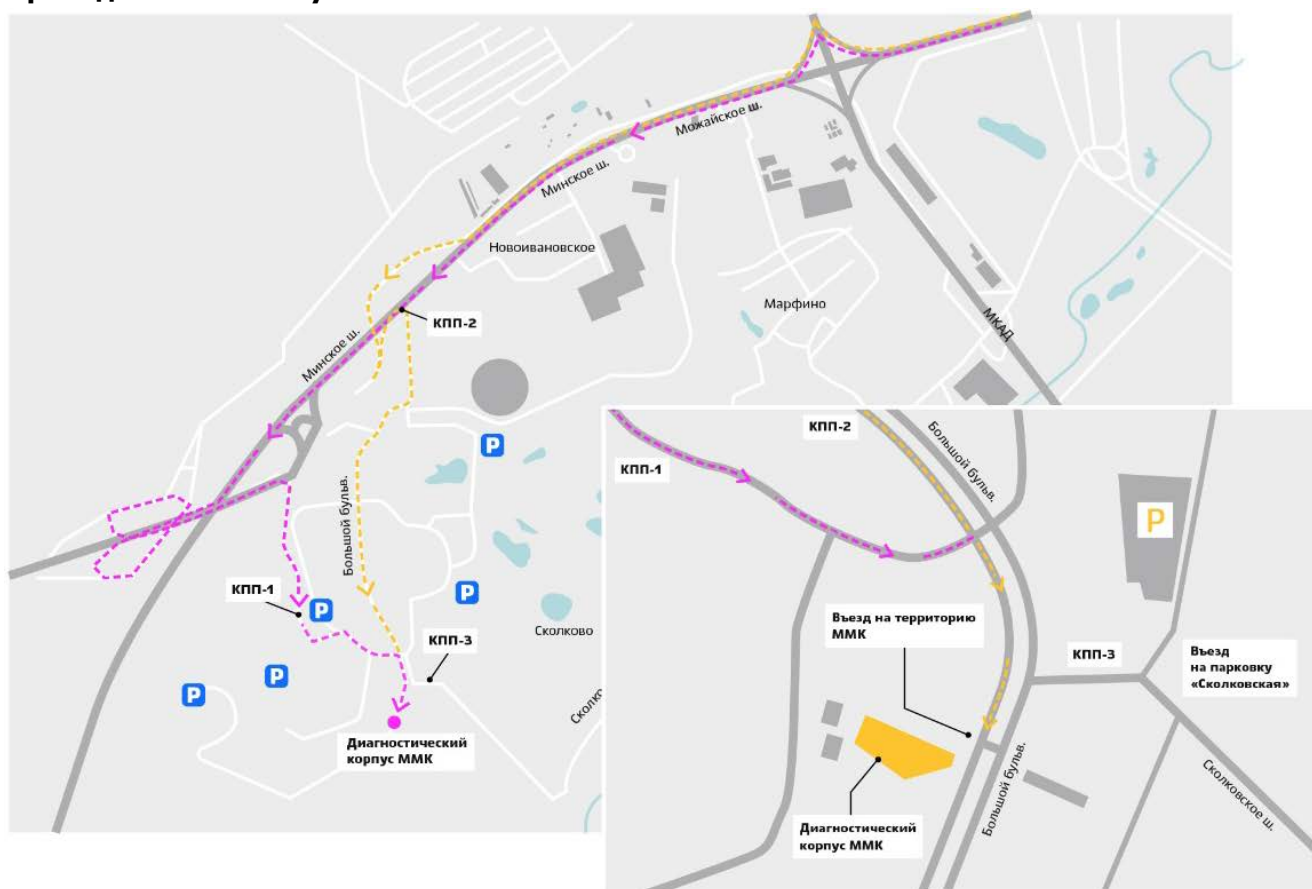 Можайское ш.
Минское ш.
Новоивановское
КПП-2
Марфино
МКАД
Минское ш.
P
Большой бульв.
КПП-1
P
P
КПП-3
Сколково
P
P
Диагностический
корпус ММК
КПП-2
Большой бульв.
КПП-1
P
Въезд на территорию
ММК
КПП-3
Въезд
на парковку
«Сколковская»
Большой бульв.
Сколковское ш.
Диагностический
корпус ММК